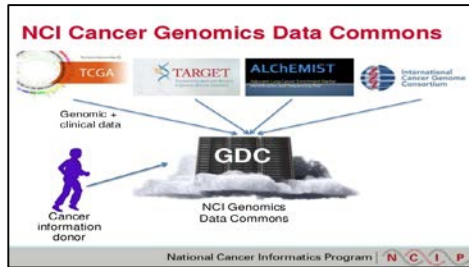 NCI Cancer Genomics Data Commons
TCGA
TARGET
ALChEMIST
International
Cancer Genome
Consortium
Genomic +
clinical data
GDC
Cancer
information
donor
NCI Genomics
Data Commons
National Cancer Informatics Program
N C I P